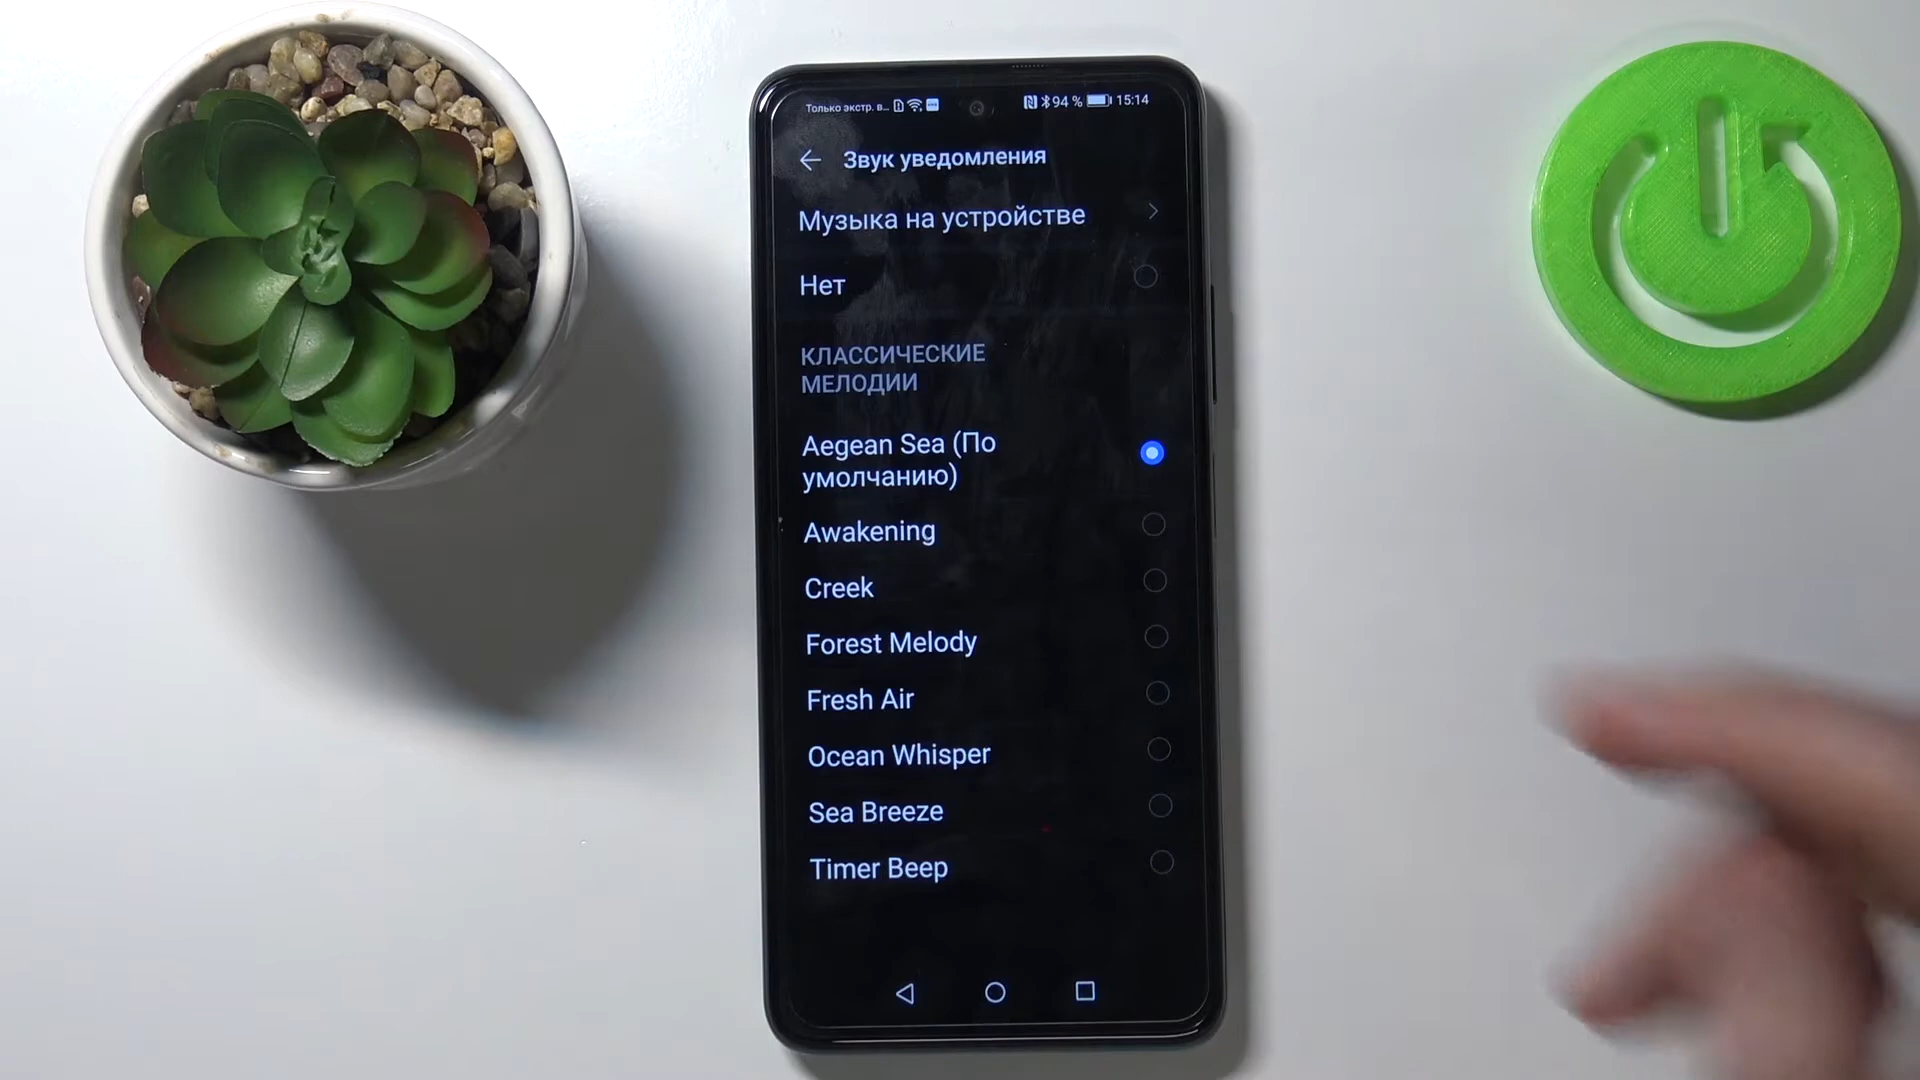 Только экстр. в... 94 % 15:14
Звук уведомления
Музыка на устройстве
Нет
КЛАССИЧЕСКИЕ
МЕЛОДИИ
Aegean Sea (По
умолчанию)
Awakening
Creek
Forest Melody
Fresh Air
Ocean Whisper
Sea Breeze
Timer Beep